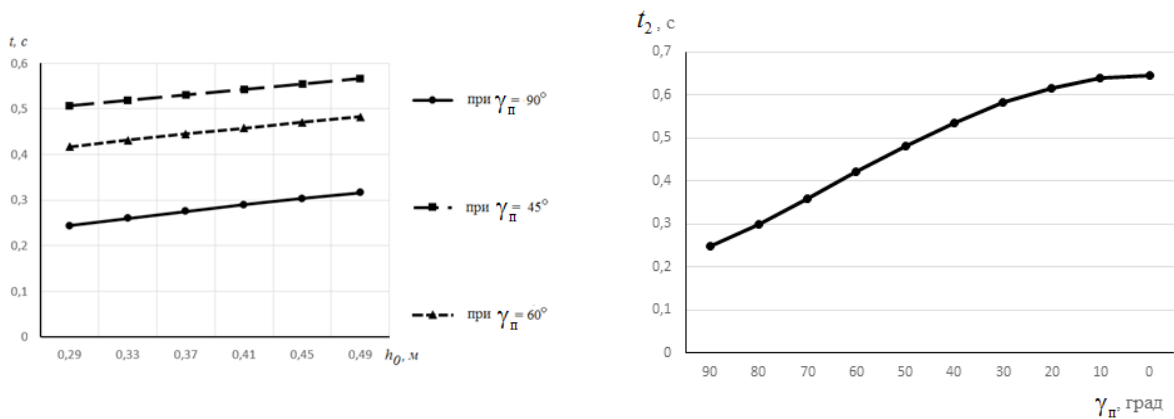 t, с
0,6
0,5
0,4
0,3
0,2
0,1
0
0,29 0,33 0,37 0,41 0,45 0,49 h₀, м
при γп = 90°
при γп = 45°
при γп = 60°
t₂, с
0,7
0,6
0,5
0,4
0,3
0,2
0,1
0
90 80 70 60 50 40 30 20 10 0
γп, град